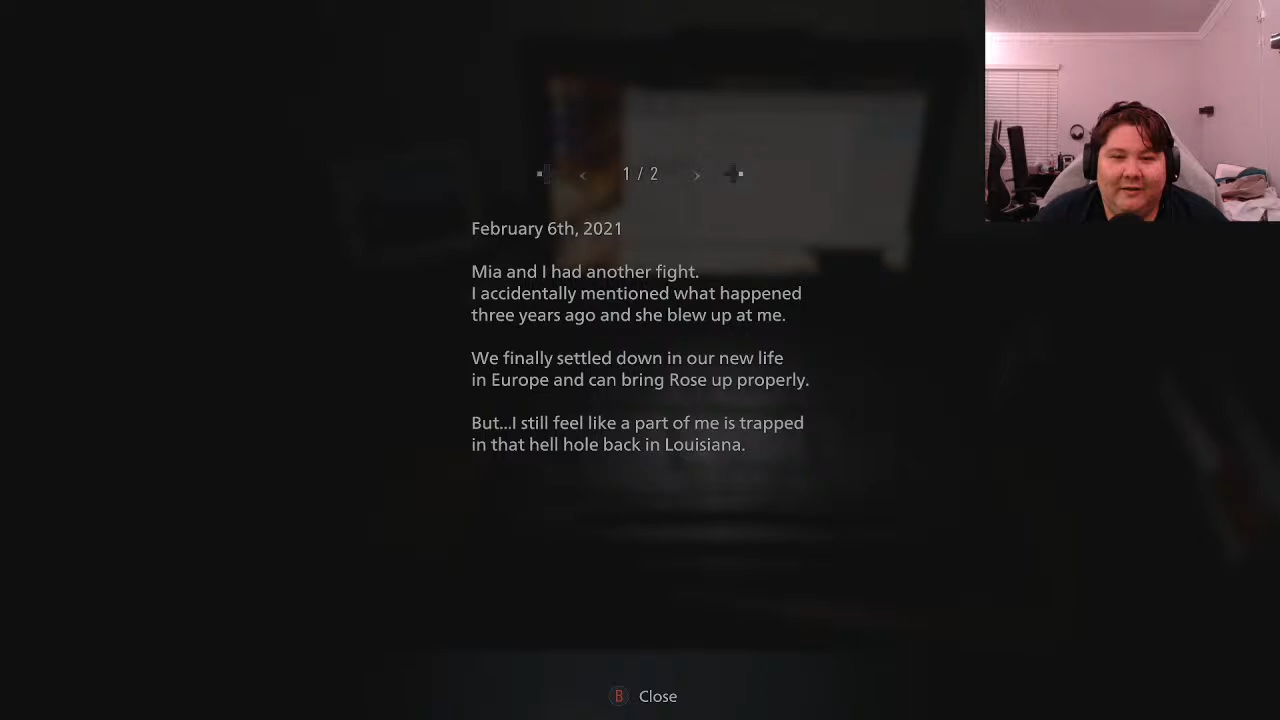 1 / 2
February 6th, 2021
Mia and I had another fight.
I accidentally mentioned what happened
three years ago and she blew up at me.
We finally settled down in our new life
in Europe and can bring Rose up properly.
But...I still feel like a part of me is trapped
in that hell hole back in Louisiana.
B Close